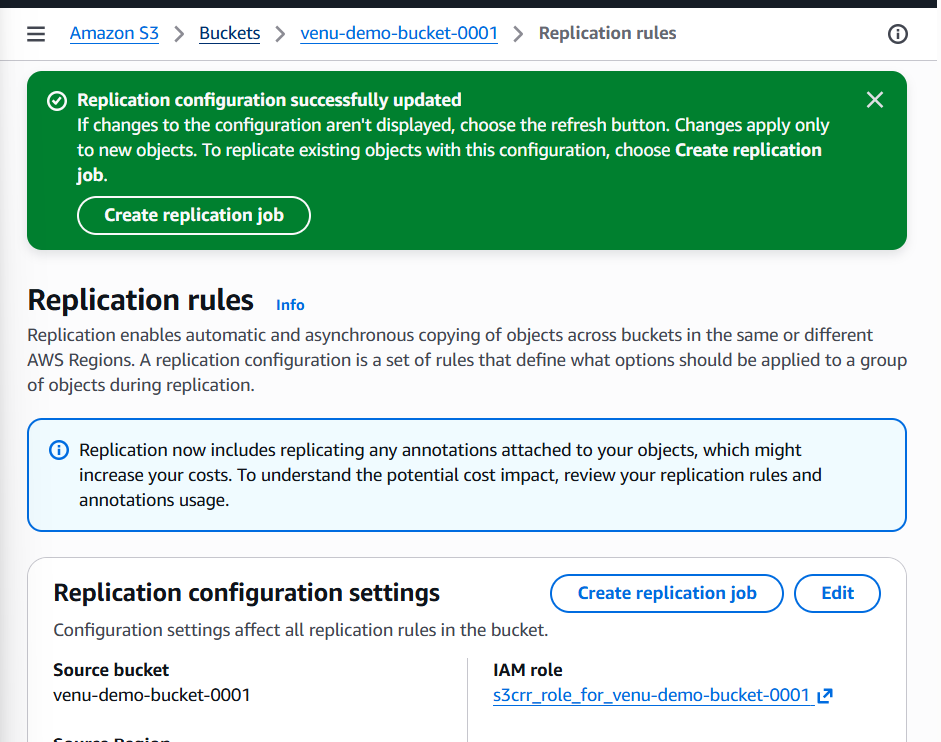 Amazon S3 > Buckets > venu-demo-bucket-0001 > Replication rules
Replication configuration successfully updated
If changes to the configuration aren't displayed, choose the refresh button. Changes apply only
to new objects. To replicate existing objects with this configuration, choose Create replication
job.
Create replication job
Replication rules Info
Replication enables automatic and asynchronous copying of objects across buckets in the same or different
AWS Regions. A replication configuration is a set of rules that define what options should be applied to a group
of objects during replication.
Replication now includes replicating any annotations attached to your objects, which might
increase your costs. To understand the potential cost impact, review your replication rules and
annotations usage.
Replication configuration settings
Create replication job
Edit
Configuration settings affect all replication rules in the bucket.
Source bucket
venu-demo-bucket-0001
IAM role
s3crr_role_for_venu-demo-bucket-0001
Source Region